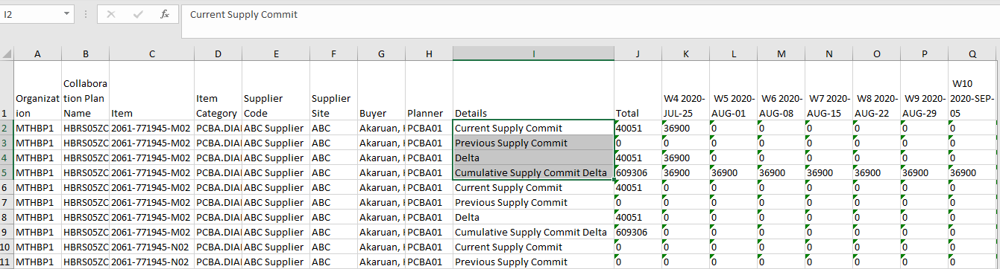 I2 fx Current Supply Commit
A B C D E F G H I J K L M N O P Q
1 Organizat ion Collabora tion Plan Name Item Item Category Supplier Code Supplier Site Buyer Planner Details Total W4 2020-JUL-25 W5 2020-AUG-01 W6 2020-AUG-08 W7 2020-AUG-15 W8 2020-AUG-22 W9 2020-AUG-29 W10 2020-SEP-05
2 MTHBP1 HBRS05ZC 2061-771945-M02 PCBA.DIA ABC Supplier ABC Akaruan, PCBA01 Current Supply Commit 40051 36900 0 0 0 0 0 0
3 MTHBP1 HBRS05ZC 2061-771945-M02 PCBA.DIA ABC Supplier ABC Akaruan, PCBA01 Previous Supply Commit 0 0 0 0 0 0 0 0
4 MTHBP1 HBRS05ZC 2061-771945-M02 PCBA.DIA ABC Supplier ABC Akaruan, PCBA01 Delta 40051 36900 0 0 0 0 0 0
5 MTHBP1 HBRS05ZC 2061-771945-M02 PCBA.DIA ABC Supplier ABC Akaruan, PCBA01 Cumulative Supply Commit Delta 609306 36900 36900 36900 36900 36900 36900 36900
6 MTHBP1 HBRS05ZC 2061-771945-M02 PCBA.DIA ABC Supplier ABC Akaruan, PCBA01 Current Supply Commit 40051 0 0 0 0 0 0 0
7 MTHBP1 HBRS05ZC 2061-771945-M02 PCBA.DIA ABC Supplier ABC Akaruan, PCBA01 Previous Supply Commit 0 0 0 0 0 0 0 0
8 MTHBP1 HBRS05ZC 2061-771945-M02 PCBA.DIA ABC Supplier ABC Akaruan, PCBA01 Delta 40051 0 0 0 0 0 0 0
9 MTHBP1 HBRS05ZC 2061-771945-M02 PCBA.DIA ABC Supplier ABC Akaruan, PCBA01 Cumulative Supply Commit Delta 609306 0 0 0 0 0 0 0
10 MTHBP1 HBRS05ZC 2061-771945-N02 PCBA.DIA ABC Supplier ABC Akaruan, PCBA01 Current Supply Commit 0 0 0 0 0 0 0 0
11 MTHBP1 HBRS05ZC 2061-771945-N02 PCBA.DIA ABC Supplier ABC Akaruan, PCBA01 Previous Supply Commit 0 0 0 0 0 0 0 0